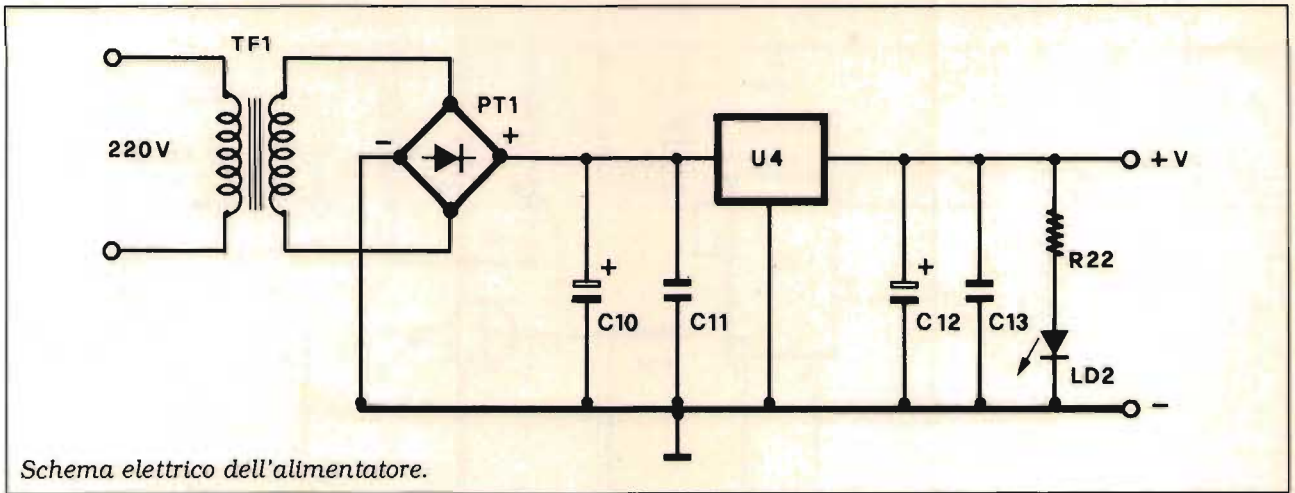 TF1
PT1
-
+
220V
U4
+V
+
C10
C11
+
C12
C13
R22
LD2
-
Schema elettrico dell'alimentatore.